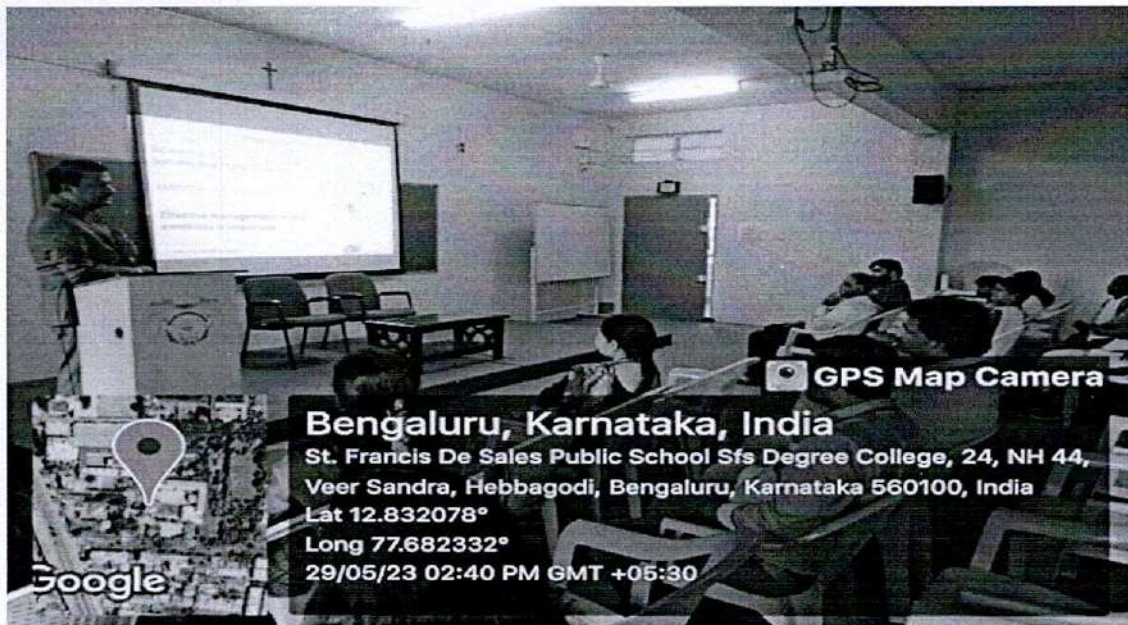 Effective management
GPS Map Camera
Bengaluru, Karnataka, India
St. Francis De Sales Public School Sfs Degree College, 24, NH 44,
Veer Sandra, Hebbagodi, Bengaluru, Karnataka 560100, India
Lat 12.832078°
Long 77.682332°
29/05/23 02:40 PM GMT +05:30
Google